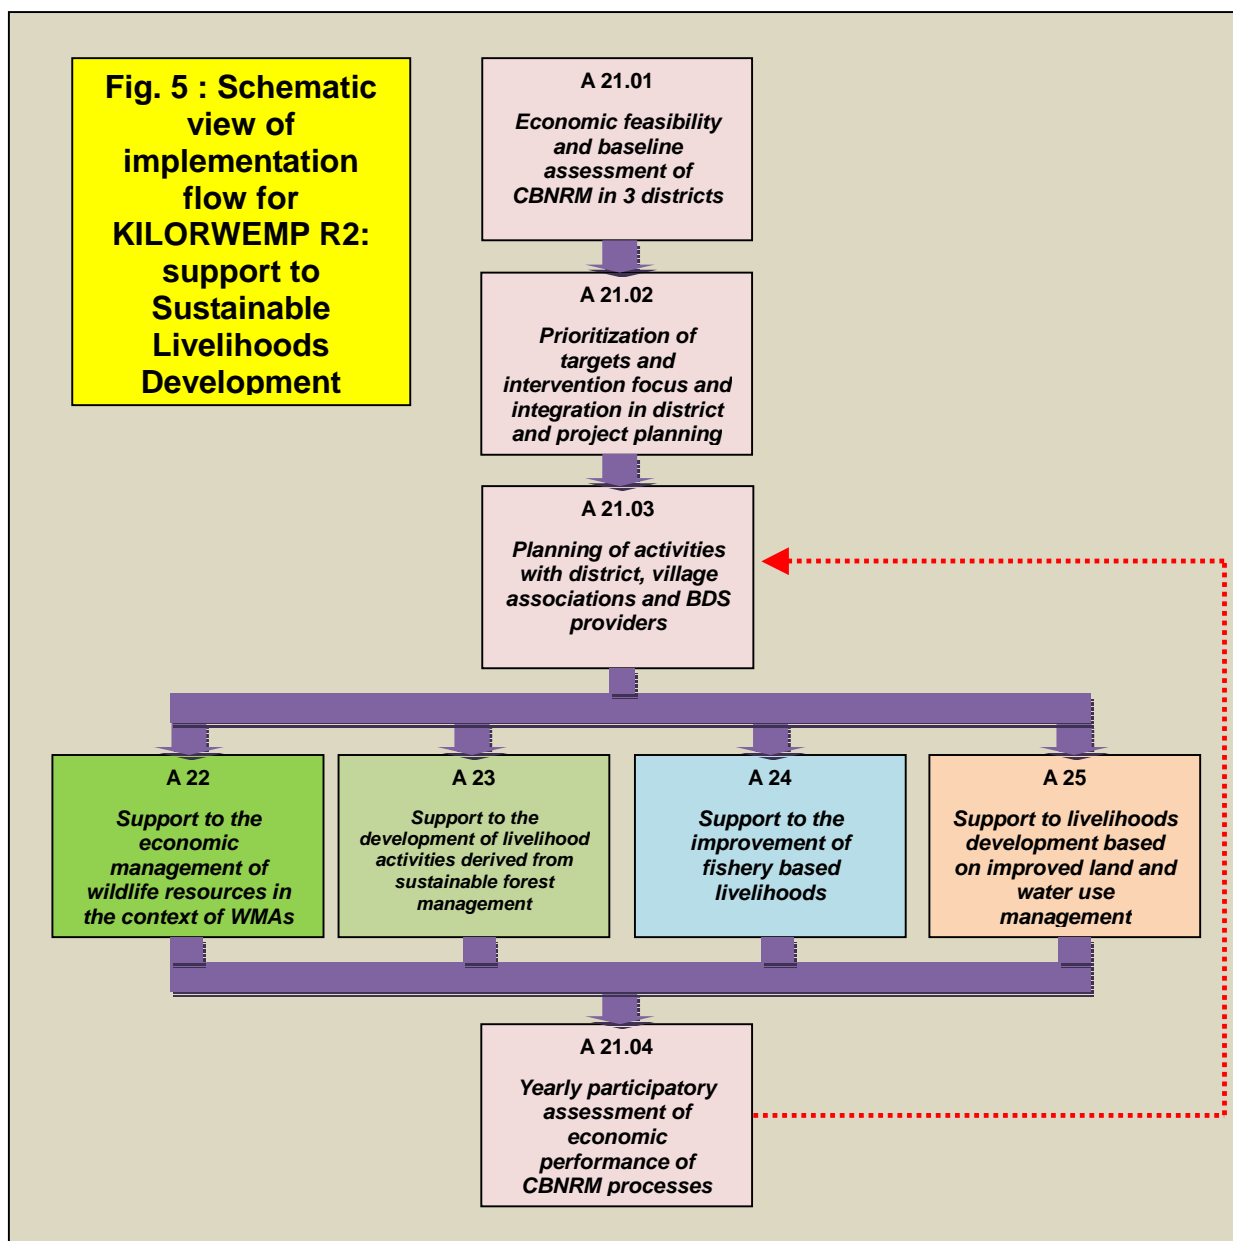 Fig. 5 : Schematic
view of
implementation
flow for
KILORWEMP R2:
support to
Sustainable
Livelihoods
Development
A 21.01
Economic feasibility
and baseline
assessment of
CBNRM in 3 districts
A 21.02
Prioritization of
targets and
intervention focus and
integration in district
and project planning
A 21.03
Planning of activities
with district, village
associations and BDS
providers
A 22
Support to the
economic
management of
wildlife resources in
the context of WMAs
A 23
Support to the
development of livelihood
activities derived from
sustainable forest
management
A 24
Support to the
improvement of
fishery based
livelihoods
A 25
Support to livelihoods
development based
on improved land and
water use
management
A 21.04
Yearly participatory
assessment of
economic
performance of
CBNRM processes